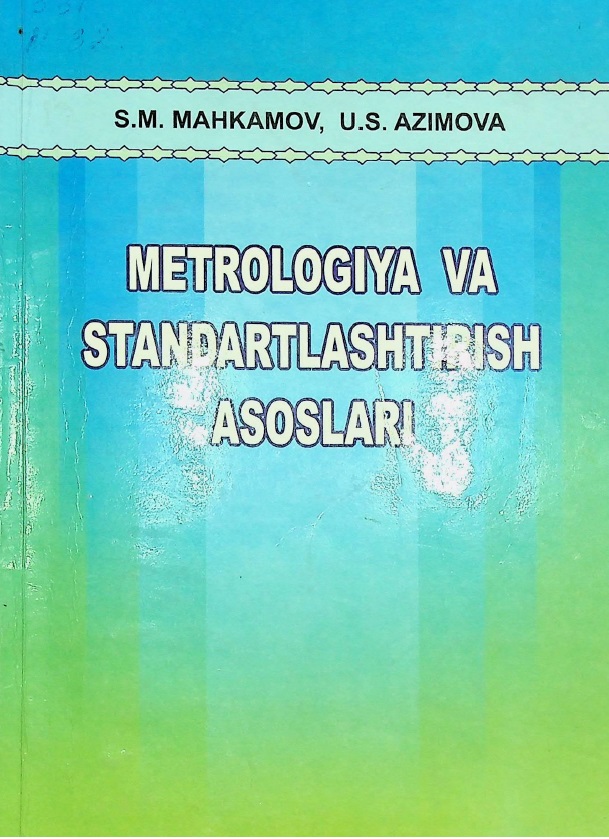 S.M. MAHKAMOV, U.S. AZIMOVA
METROLOGIYA VA
STANDARTLASHTIRISH
ASOSLARI